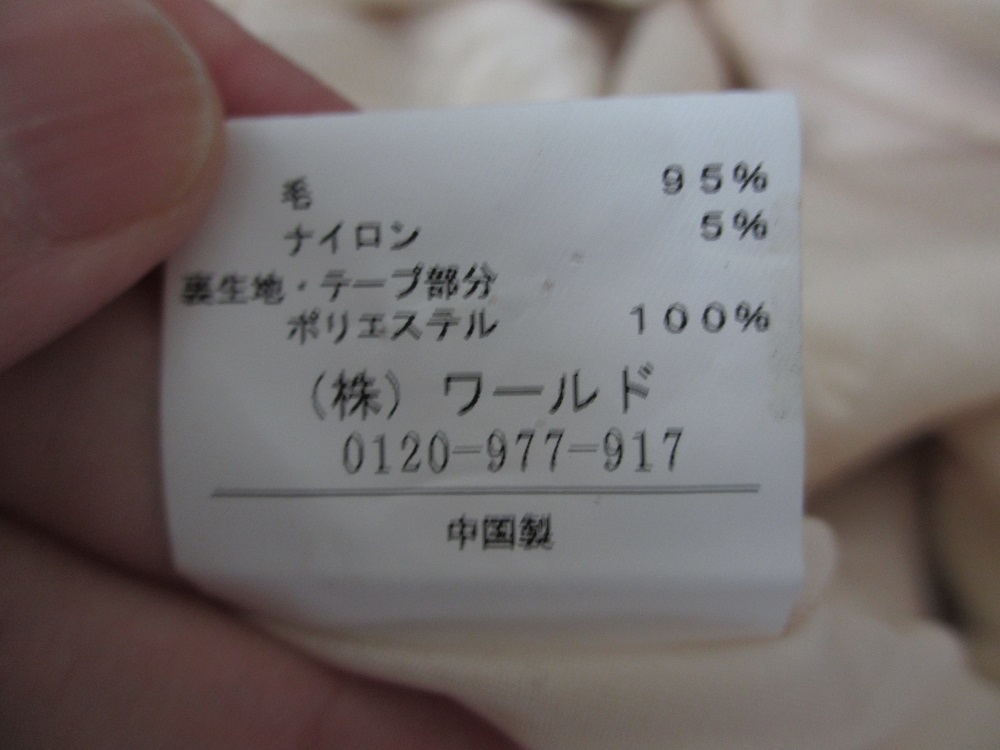 毛 95%
ナイロン 5%
裏生地・テープ部分
ポリエステル 100%
(株) ワールド
0120-977-917
中国製